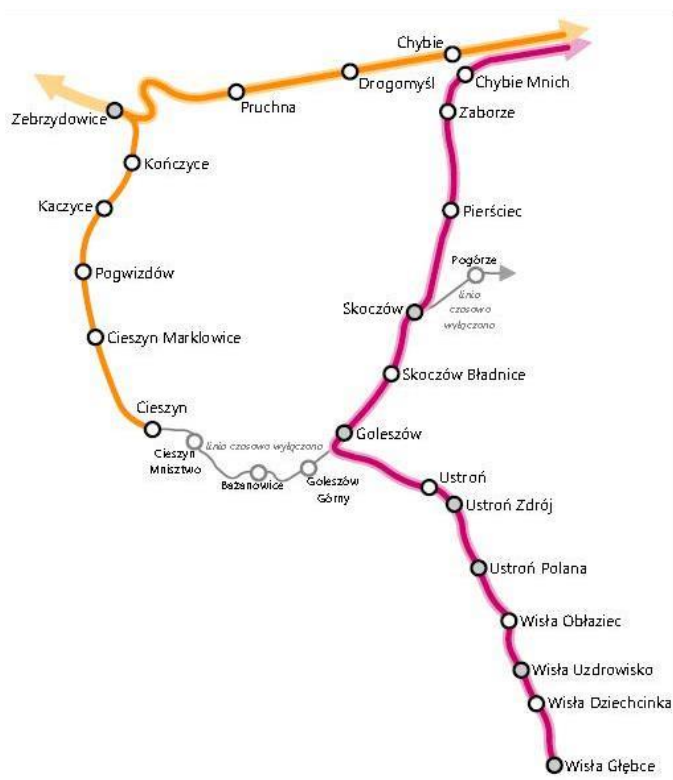 Chybie
Drogomyśl
Chybie Mnich
Pruchna
Zebrzydowice
Zaborze
Kończyce
Kaczyce
Pierściec
Pogórze
Pogwizdów
linia
czasowo
wyłączona
Skoczów
Cieszyn Marklowice
Skoczów Bładnice
Cieszyn
Goleszów
linia czasowo wyłączona
Cieszyn
Mnisztwo
Bażanowice
Goleszów
Górny
Ustroń
Ustroń Zdrój
Ustroń Polana
Wisła Obłaziec
Wisła Uzdrowisko
Wisła Dziechcinka
Wisła Głębce